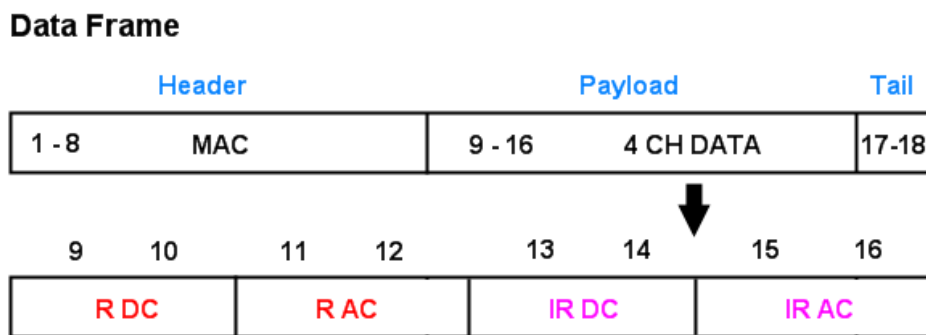 Data Frame
Header Payload Tail
1 - 8 MAC 9 - 16 4 CH DATA 17-18
9 10 11 12 13 14 15 16
R DC R AC IR DC IR AC